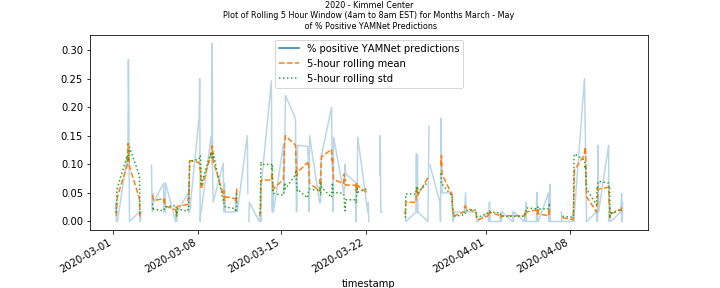 2020 - Kimmel Center
Plot of Rolling 5 Hour Window (4am to 8am EST) for Months March - May
of % Positive YAMNet Predictions
% positive YAMNet predictions
5-hour rolling mean
5-hour rolling std
0.30
0.25
0.20
0.15
0.10
0.05
0.00
2020-03-01
2020-03-08
2020-03-15
2020-03-22
2020-04-01
2020-04-08
timestamp